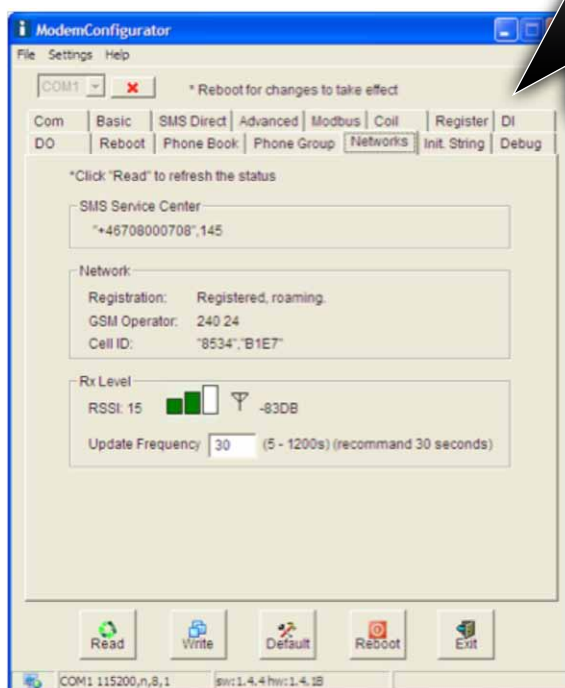 ModemConfigurator
File Settings Help
COM1 * Reboot for changes to take effect
Com Basic SMS Direct Advanced Modbus Coil Register DI
DO Reboot Phone Book Phone Group Networks Init. String Debug
*Click "Read" to refresh the status
SMS Service Center
"+46708000708",145
Network
Registration: Registered, roaming.
GSM Operator: 240 24
Cell ID: "8534","B1E7"
Rx Level
RSSI: 15 -83DB
Update Frequency 30 (5 - 1200s) (recommand 30 seconds)
Read Write Default Reboot Exit
COM1 115200,n,8,1 sw:1.4.4 hw:1.4.1B